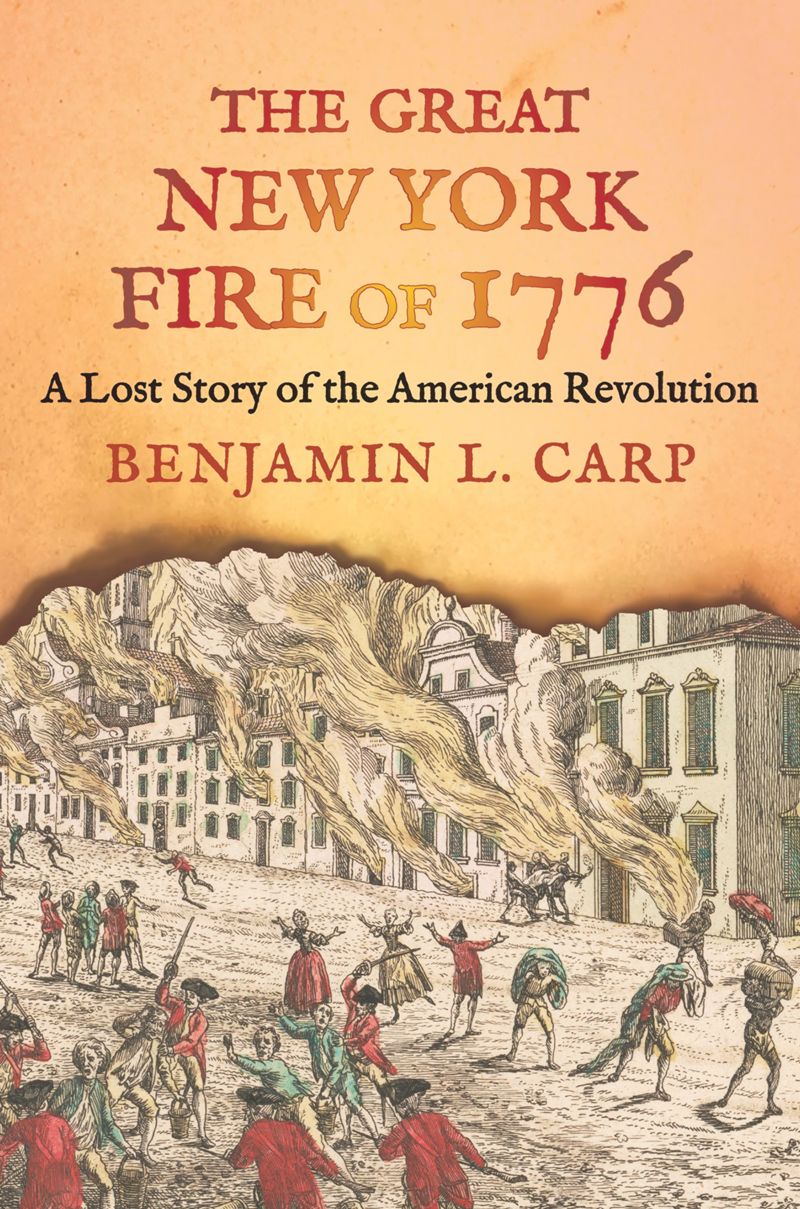 THE GREAT
NEW YORK
FIRE OF 1776
A Lost Story of the American Revolution
BENJAMIN L. CARP